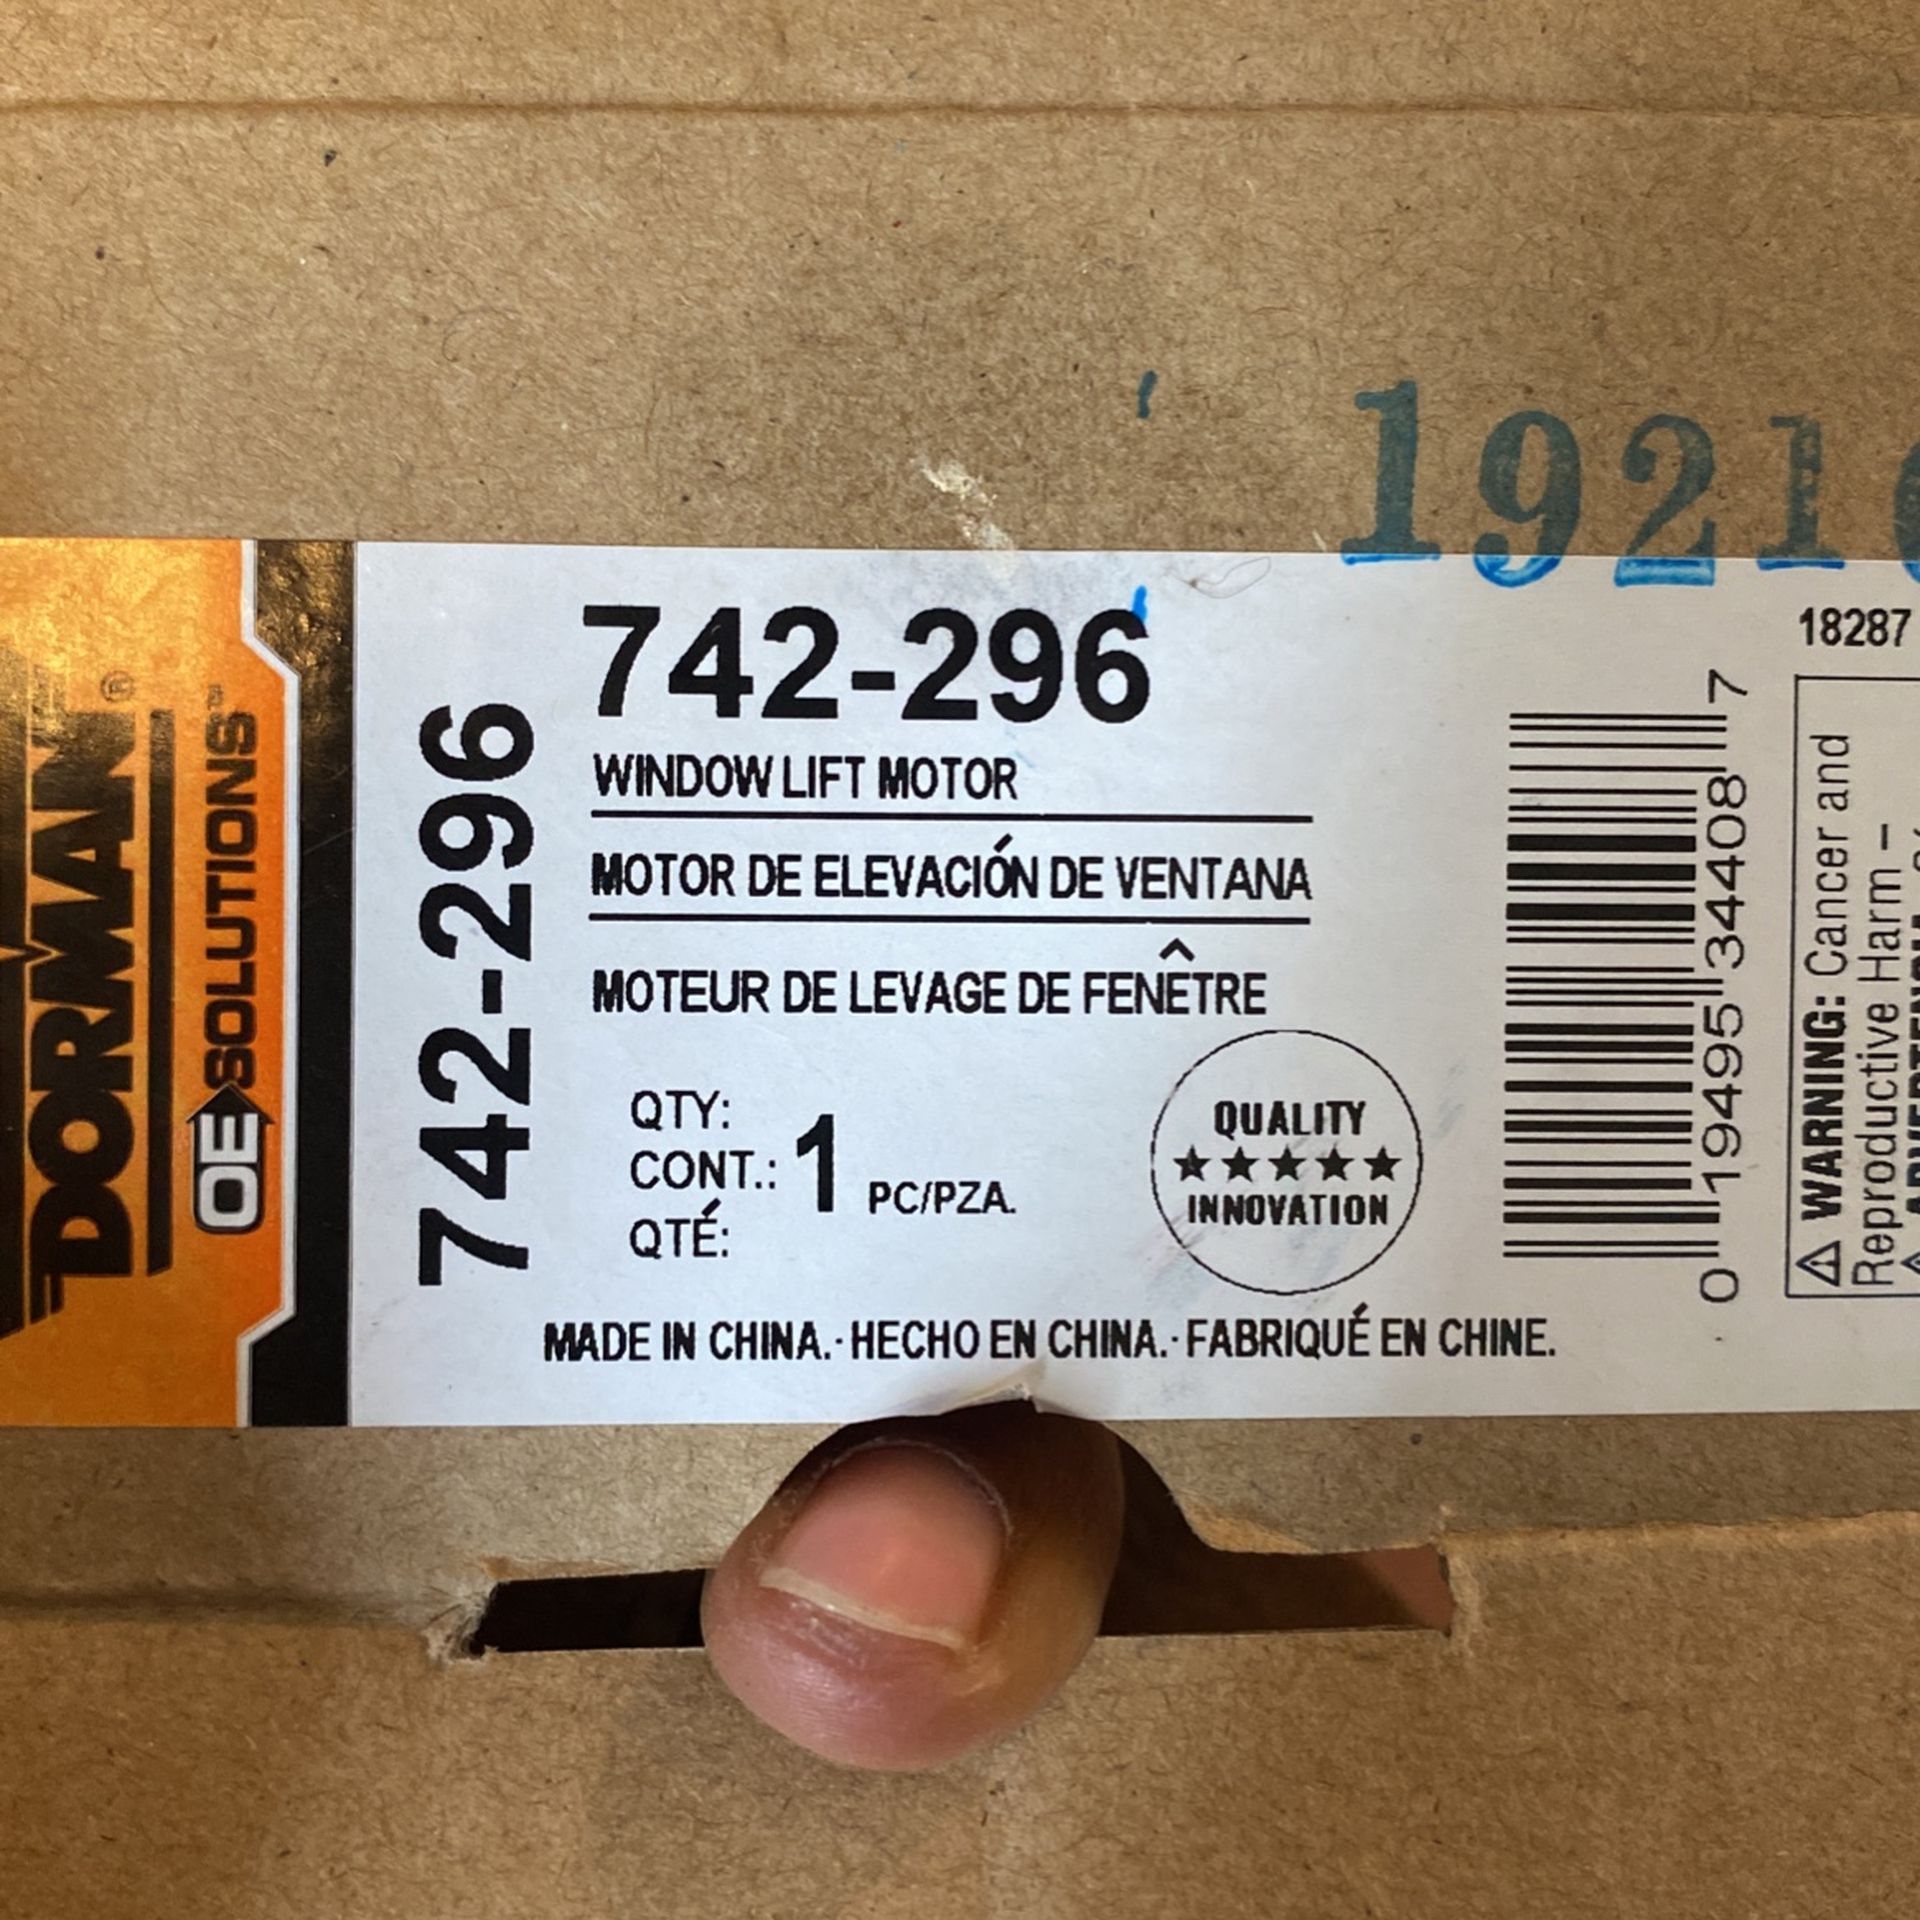 1921
DORMAN®
OE SOLUTIONS™
742-296
742-296
WINDOW LIFT MOTOR
MOTOR DE ELEVACIÓN DE VENTANA
MOTEUR DE LEVAGE DE FENÊTRE
QTY:
CONT.: 1 PC/PZA.
QTÉ:
QUALITY
INNOVATION
MADE IN CHINA. · HECHO EN CHINA. · FABRIQUÉ EN CHINE.
0 19495 34408 7
18287
⚠ WARNING: Cancer and
Reproductive Harm –